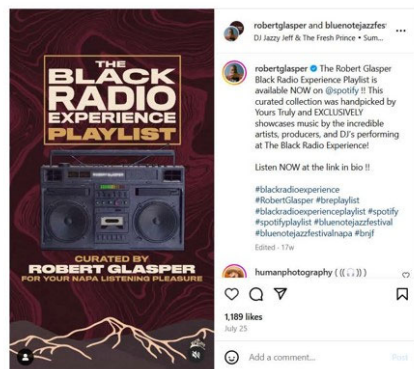 THE
BLACK
RADIO
EXPERIENCE
PLAYLIST
ROBERT GLASPER
CURATED BY
ROBERT GLASPER
FOR YOUR NAPA LISTENING PLEASURE
robertglasper and bluenotejazzfes
DJ Jazzy Jeff & The Fresh Prince • Sum...
robertglasper The Robert Glasper
Black Radio Experience Playlist is
available NOW on @spotify !! This
curated collection was handpicked by
Yours Truly and EXCLUSIVELY
showcases music by the incredible
artists, producers, and DJ's performing
at The Black Radio Experience!
Listen NOW at the link in bio !!
#blackradioexperience
#RobertGlasper #breplaylist
#blackradioexperienceplaylist #spotify
#spotifyplaylist #bluenotejazzfestival
#bluenotejazzfestivalnapa #bnjf
Edited · 17w
humanphotography ((🎧)) )
1,189 likes
July 25
Add a comment...
Post